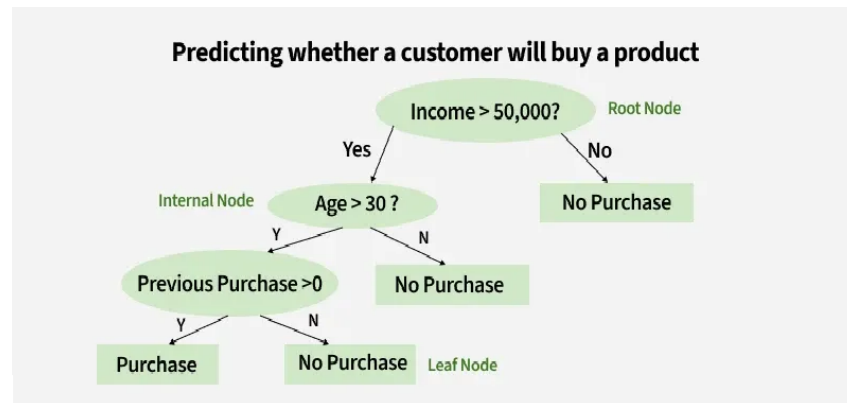 Predicting whether a customer will buy a product
Income > 50,000?
Root Node
Yes
No
Internal Node
Age > 30 ?
No Purchase
Y
N
Previous Purchase >0
No Purchase
Y
N
Purchase
No Purchase
Leaf Node